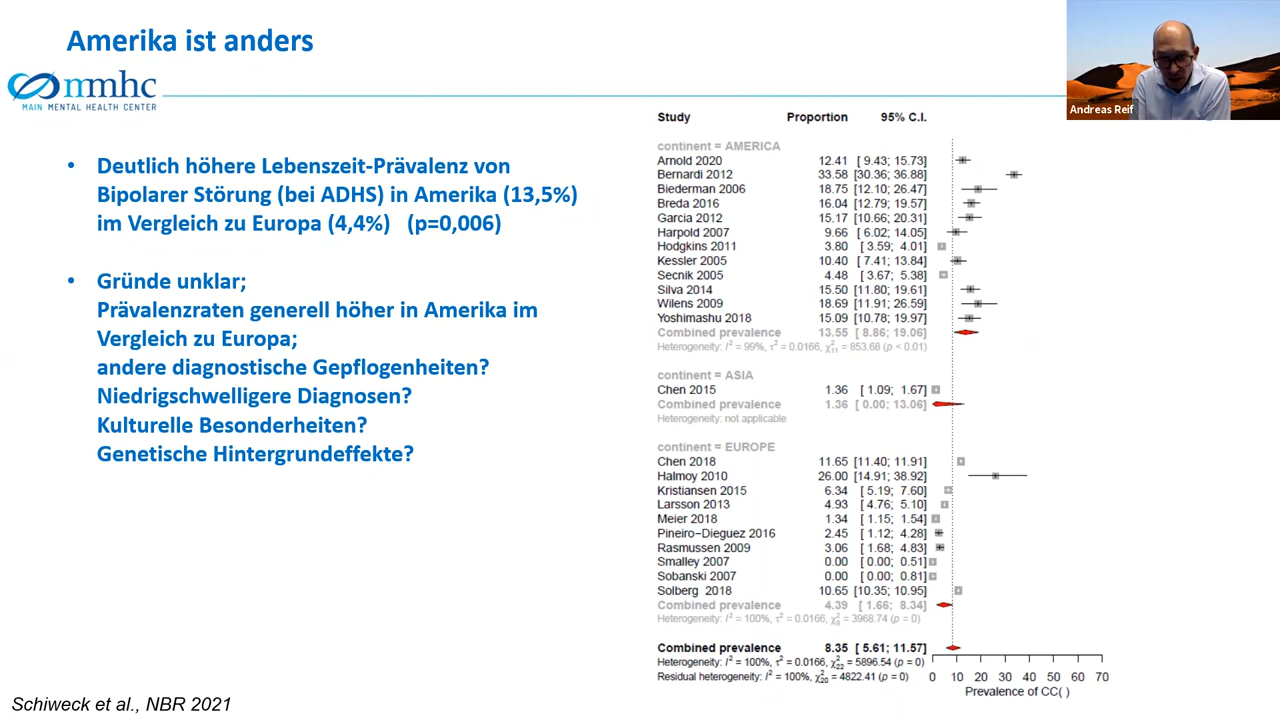 Amerika ist anders
mmhc
MAIN MENTAL HEALTH CENTER
Andreas Reif
• Deutlich höhere Lebenszeit-Prävalenz von
Bipolarer Störung (bei ADHS) in Amerika (13,5%)
im Vergleich zu Europa (4,4%) (p=0,006)
• Gründe unklar;
Prävalenzraten generell höher in Amerika im
Vergleich zu Europa;
andere diagnostische Gepflogenheiten?
Niedrigschwelligere Diagnosen?
Kulturelle Besonderheiten?
Genetische Hintergrundeffekte?
Study Proportion 95% C.I.
continent = AMERICA
Arnold 2020 12.41 [ 9.43; 15.73]
Bernardi 2012 33.58 [30.36; 36.88]
Biederman 2006 18.75 [12.10; 26.47]
Breda 2016 16.04 [12.79; 19.57]
Garcia 2012 15.17 [10.66; 20.31]
Harpold 2007 9.66 [ 6.02; 14.05]
Hodgkins 2011 3.80 [ 3.59; 4.01]
Kessler 2005 10.40 [ 7.41; 13.84]
Secnik 2005 4.48 [ 3.67; 5.38]
Silva 2014 15.50 [11.80; 19.61]
Wilens 2009 18.69 [11.91; 26.59]
Yoshimashu 2018 15.09 [10.78; 19.97]
Combined prevalence 13.55 [ 8.86; 19.06]
Heterogeneity: I² = 99%, τ² = 0.0166, χ²₁₁ = 853.68 (p < 0.01)
continent = ASIA
Chen 2015 1.36 [ 1.09; 1.67]
Combined prevalence 1.36 [ 0.00; 13.06]
Heterogeneity: not applicable
continent = EUROPE
Chen 2018 11.65 [11.40; 11.91]
Halmoy 2010 26.00 [14.91; 38.92]
Kristiansen 2015 6.34 [ 5.19; 7.60]
Larsson 2013 4.93 [ 4.76; 5.10]
Meier 2018 1.34 [ 1.15; 1.54]
Pineiro−Dieguez 2016 2.45 [ 1.12; 4.28]
Rasmussen 2009 3.06 [ 1.68; 4.83]
Smalley 2007 0.00 [ 0.00; 0.51]
Sobanski 2007 0.00 [ 0.00; 0.81]
Solberg 2018 10.65 [10.35; 10.95]
Combined prevalence 4.39 [ 1.66; 8.34]
Heterogeneity: I² = 100%, τ² = 0.0166, χ²₉ = 3968.74 (p = 0)
Combined prevalence 8.35 [ 5.61; 11.57]
Heterogeneity: I² = 100%, τ² = 0.0166, χ²₂₂ = 5896.54 (p = 0)
Residual heterogeneity: I² = 100%, χ²₂₀ = 4822.41 (p = 0)
0 10 20 30 40 50 60 70
Prevalence of CC( )
Schiweck et al., NBR 2021